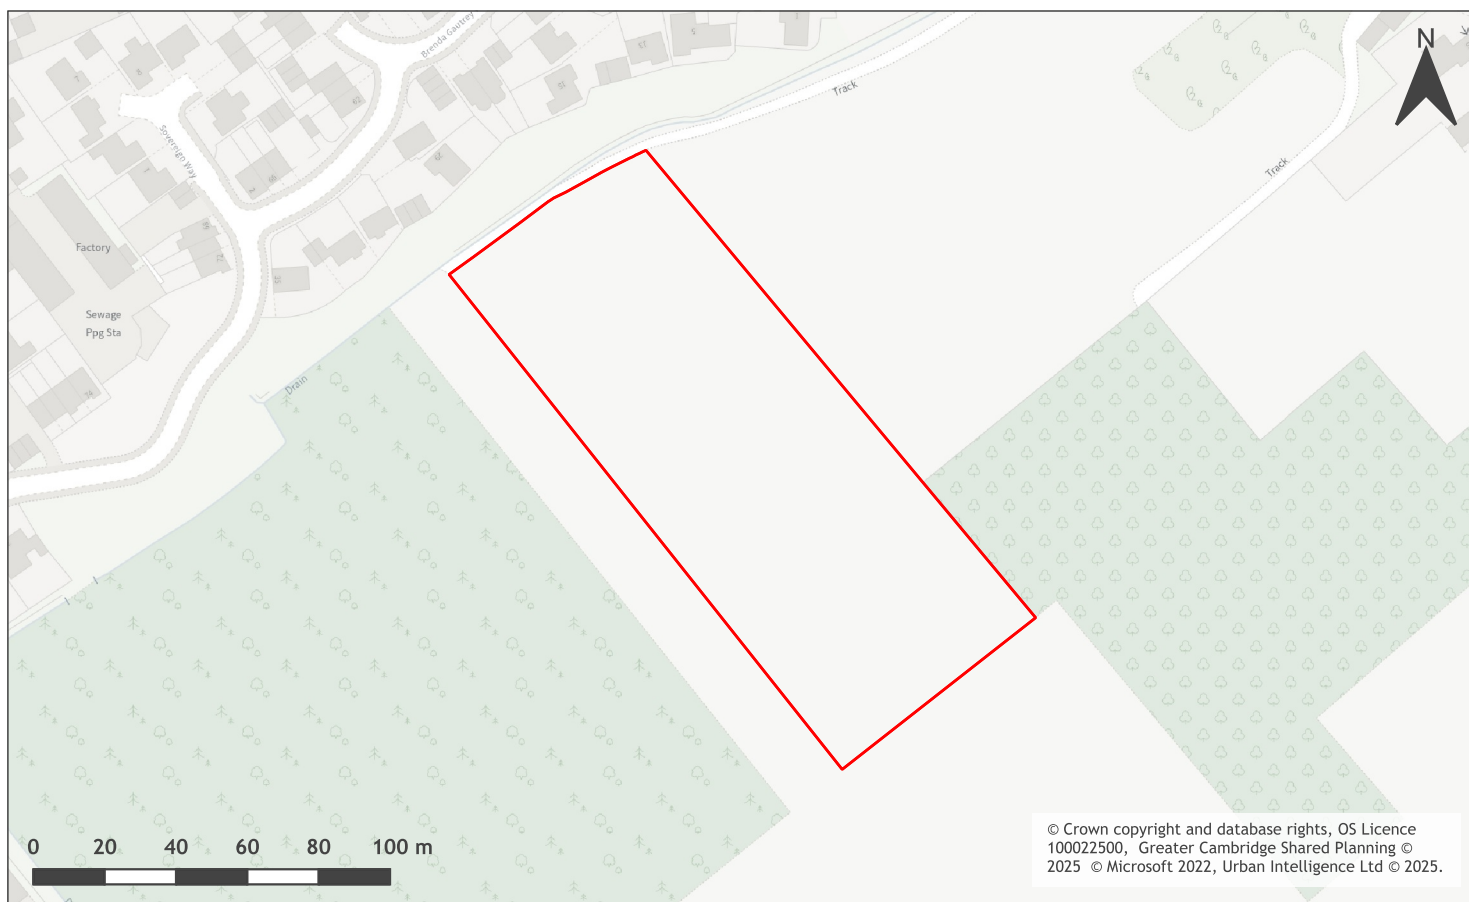 Brenda Gautrey
N
Track
Track
Sovereign Way
Factory
Sewage
Ppg Sta
Drain
0 20 40 60 80 100 m
© Crown copyright and database rights, OS Licence
100022500, Greater Cambridge Shared Planning ©
2025 © Microsoft 2022, Urban Intelligence Ltd © 2025.